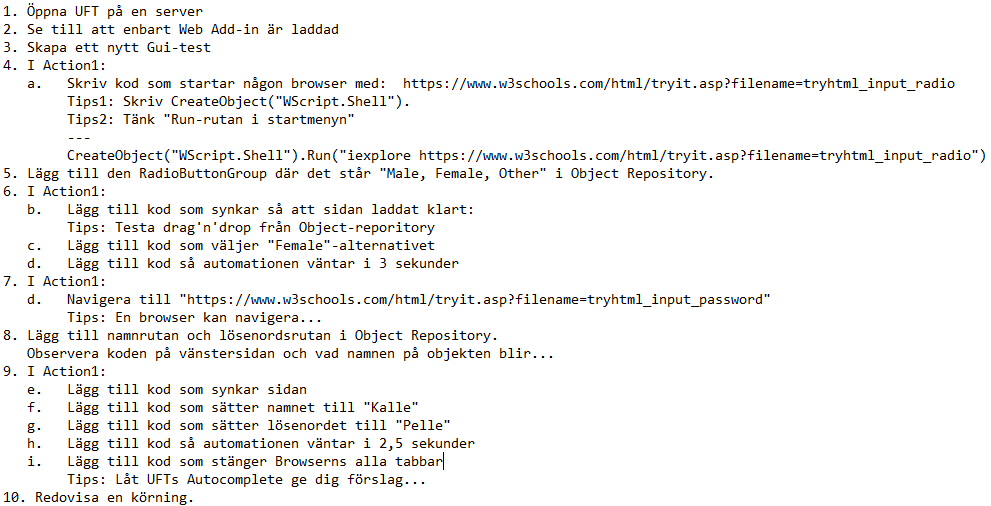 1. Öppna UFT på en server
2. Se till att enbart Web Add-in är laddad
3. Skapa ett nytt Gui-test
4. I Action1:
a. Skriv kod som startar någon browser med: https://www.w3schools.com/html/tryit.asp?filename=tryhtml_input_radio
Tips1: Skriv CreateObject("WScript.Shell").
Tips2: Tänk "Run-rutan i startmenyn"
---
CreateObject("WScript.Shell").Run("iexplore https://www.w3schools.com/html/tryit.asp?filename=tryhtml_input_radio")
5. Lägg till den RadioButtonGroup där det står "Male, Female, Other" i Object Repository.
6. I Action1:
b. Lägg till kod som synkar så att sidan laddat klart:
Tips: Testa drag'n'drop från Object-reporitory
c. Lägg till kod som väljer "Female"-alternativet
d. Lägg till kod så automationen väntar i 3 sekunder
7. I Action1:
d. Navigera till "https://www.w3schools.com/html/tryit.asp?filename=tryhtml_input_password"
Tips: En browser kan navigera...
8. Lägg till namnrutan och lösenordsrutan i Object Repository.
Observera koden på vänstersidan och vad namnen på objekten blir...
9. I Action1:
e. Lägg till kod som synkar sidan
f. Lägg till kod som sätter namnet till "Kalle"
g. Lägg till kod som sätter lösenordet till "Pelle"
h. Lägg till kod så automationen väntar i 2,5 sekunder
i. Lägg till kod som stänger Browserns alla tabbar
Tips: Låt UFTs Autocomplete ge dig förslag...
10. Redovisa en körning.